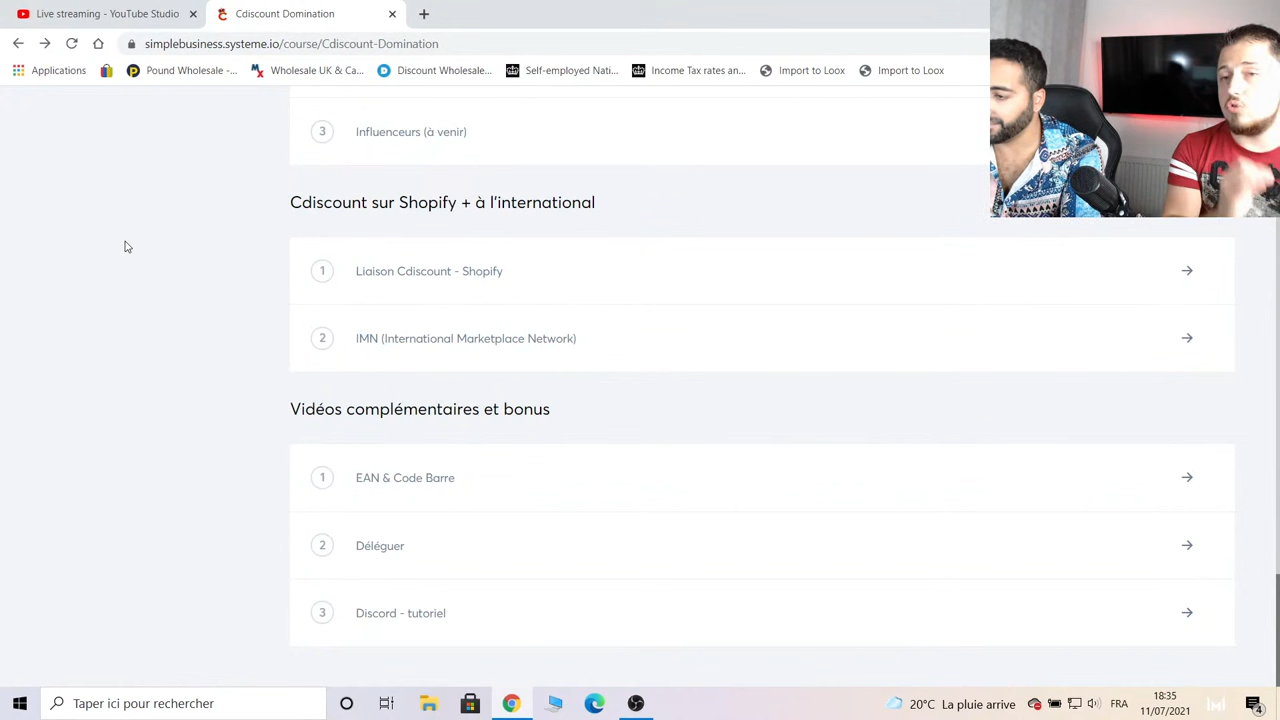 Live streaming - YouTube Studio
Cdiscount Domination
simplebusiness.systeme.io/course/Cdiscount-Domination
Applications
Pound Wholesale -...
Wholesale UK & Ca...
Discount Wholesale...
Self-employed Nati...
Income Tax rates an...
Import to Loox
Import to Loox
3 Influenceurs (à venir)
Cdiscount sur Shopify + à l'international
1 Liaison Cdiscount - Shopify
2 IMN (International Marketplace Network)
Vidéos complémentaires et bonus
1 EAN & Code Barre
2 Déléguer
3 Discord - tutoriel
Taper ici pour rechercher
20°C La pluie arrive
FRA
18:35
11/07/2021
4